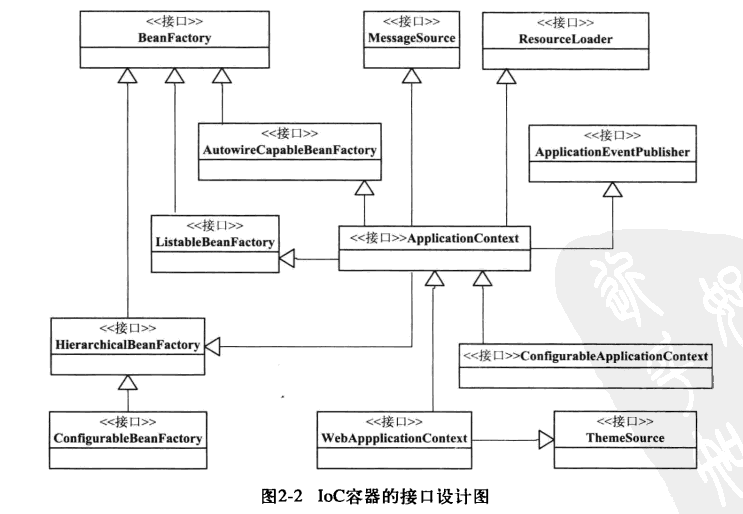 <<接口>>
BeanFactory
<<接口>>
MessageSource
<<接口>>
ResourceLoader
<<接口>>
AutowireCapableBeanFactory
<<接口>>
ApplicationEventPublisher
<<接口>>
ListableBeanFactory
<<接口>>ApplicationContext
<<接口>>
HierarchicalBeanFactory
<<接口>>ConfigurableApplicationContext
<<接口>>
ConfigurableBeanFactory
<<接口>>
WebAppplicationContext
<<接口>>
ThemeSource
图2-2 IoC容器的接口设计图